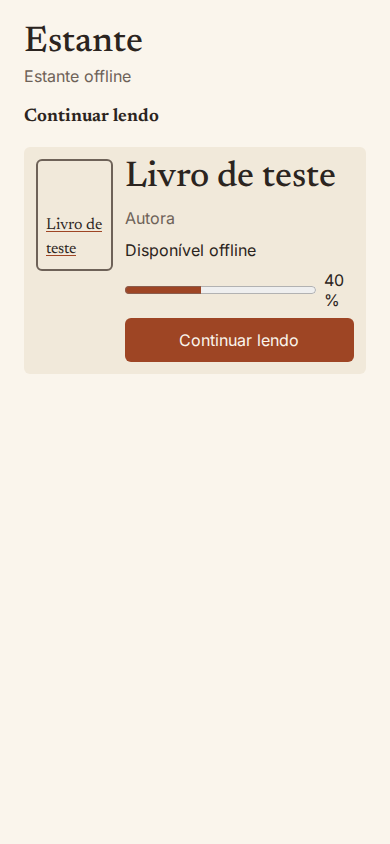 Estante
Estante offline
Continuar lendo
Livro de
teste
Livro de teste
Autora
Disponível offline
40
%
Continuar lendo